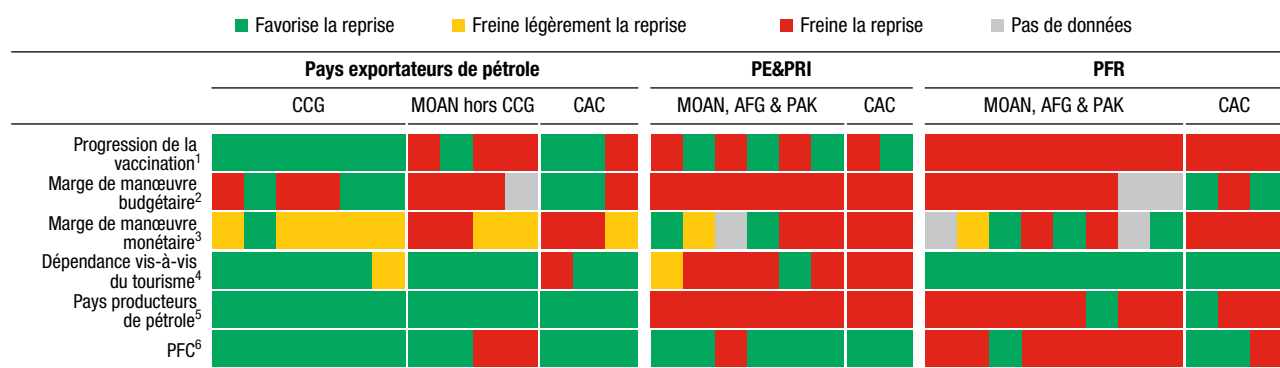 Favorise la reprise Freine légèrement la reprise Freine la reprise Pas de données
Pays exportateurs de pétrole PE&PRI PFR
CCG MOAN hors CCG CAC MOAN, AFG & PAK CAC MOAN, AFG & PAK CAC
Progression de la
vaccination1
Marge de manœuvre
budgétaire2
Marge de manœuvre
monétaire3
Dépendance vis-à-vis
du tourisme4
Pays producteurs
de pétrole5
PFC6